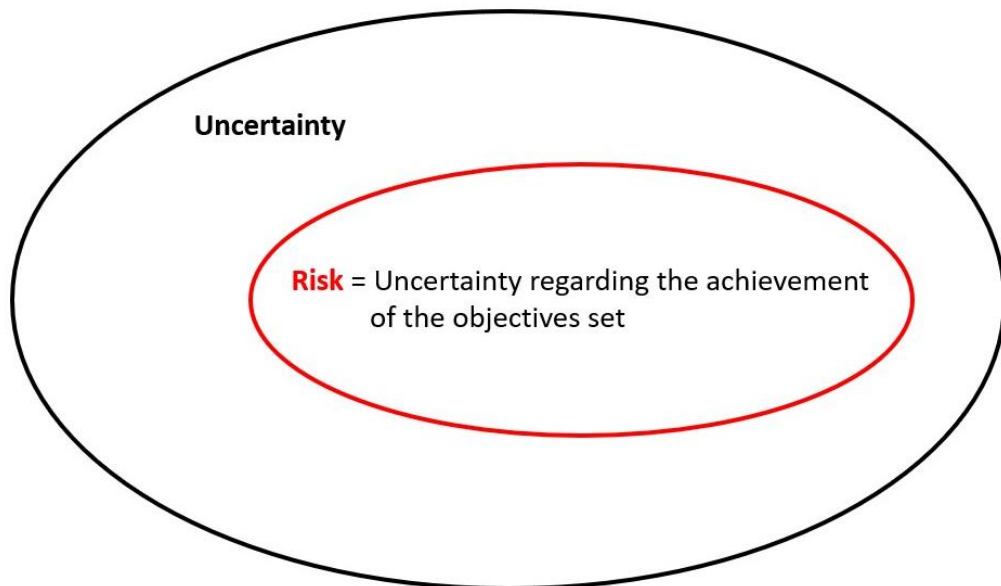 Uncertainty
Risk = Uncertainty regarding the achievement
of the objectives set